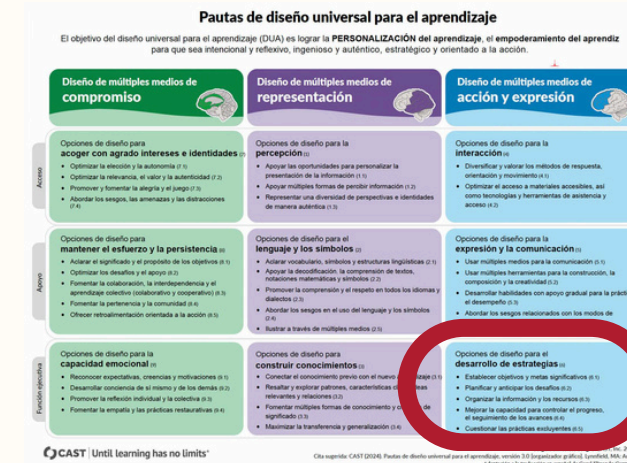 Pautas de diseño universal para el aprendizaje
El objetivo del diseño universal para el aprendizaje (DUA) es lograr la PERSONALIZACIÓN del aprendizaje, el empoderamiento del aprendiz
para que sea intencional y reflexivo, ingenioso y auténtico, estratégico y orientado a la acción.
Diseño de múltiples medios de
compromiso
Diseño de múltiples medios de
representación
Diseño de múltiples medios de
acción y expresión
Acceso
Opciones de diseño para
acoger con agrado intereses e identidades (7)
Optimizar la elección y la autonomía (7.1)
Optimizar la relevancia, el valor y la autenticidad (7.2)
Promover y fomentar la alegría y el juego (7.3)
Abordar los sesgos, las amenazas y las distracciones
(7.4)
Opciones de diseño para la
percepción (1)
Apoyar las oportunidades para personalizar la
presentación de la información (1.1)
Apoyar múltiples formas de percibir información (1.2)
Representar una diversidad de perspectivas e identidades
de manera auténtica (1.3)
Opciones de diseño para la
interacción (4)
Diversificar y valorar los métodos de respuesta,
orientación y movimiento (4.1)
Optimizar el acceso a materiales accesibles, así
como tecnologías y herramientas de asistencia y
acceso (4.2)
Apoyo
Opciones de diseño para
mantener el esfuerzo y la persistencia (8)
Aclarar el significado y el propósito de los objetivos (8.1)
Optimizar los desafíos y el apoyo (8.2)
Fomentar la colaboración, la interdependencia y el
aprendizaje colectivo (colaborativo y cooperativo) (8.3)
Fomentar la pertenencia y la comunidad (8.4)
Ofrecer retroalimentación orientada a la acción (8.5)
Opciones de diseño para el
lenguaje y los símbolos (2)
Aclarar vocabulario, símbolos y estructuras lingüísticas (2.1)
Apoyar la decodificación, la comprensión de textos,
notaciones matemáticas y símbolos (2.2)
Promover la comprensión y el respeto en todos los idiomas y
dialectos (2.3)
Abordar los sesgos en el uso del lenguaje y los símbolos
(2.4)
Ilustrar a través de múltiples medios (2.5)
Opciones de diseño para la
expresión y la comunicación (5)
Usar múltiples medios para la comunicación (5.1)
Usar múltiples herramientas para la construcción, la
composición y la creatividad (5.2)
Desarrollar habilidades con apoyo gradual para la prácti
el desempeño (5.3)
Abordar los sesgos relacionados con los modos de
Función ejecutiva
Opciones de diseño para la
capacidad emocional (9)
Reconocer expectativas, creencias y motivaciones (9.1)
Desarrollar conciencia de sí mismo y de los demás (9.2)
Promover la reflexión individual y la colectiva (9.3)
Fomentar la empatía y las prácticas restaurativas (9.4)
Opciones de diseño para
construir conocimientos (3)
Conectar el conocimiento previo con el nuevo aprendizaje (3.1)
Resaltar y explorar patrones, características
relevantes y relaciones (3.2)
Fomentar múltiples formas de conocimiento y
significado (3.3)
Maximizar la transferencia y generalización (3.4)
Opciones de diseño para el
desarrollo de estrategias (6)
Establecer objetivos y metas significativos (6.1)
Planificar y anticipar los desafíos (6.2)
Organizar la información y los recursos (6.3)
Mejorar la capacidad para controlar el progreso,
el seguimiento de los avances (6.4)
Cuestionar las prácticas excluyentes (6.5)
CAST | Until learning has no limits
Cita sugerida: CAST (2024). Pautas de diseño universal para el aprendizaje, versión 3.0 [organizador gráfico]. Lynnfield, MA: